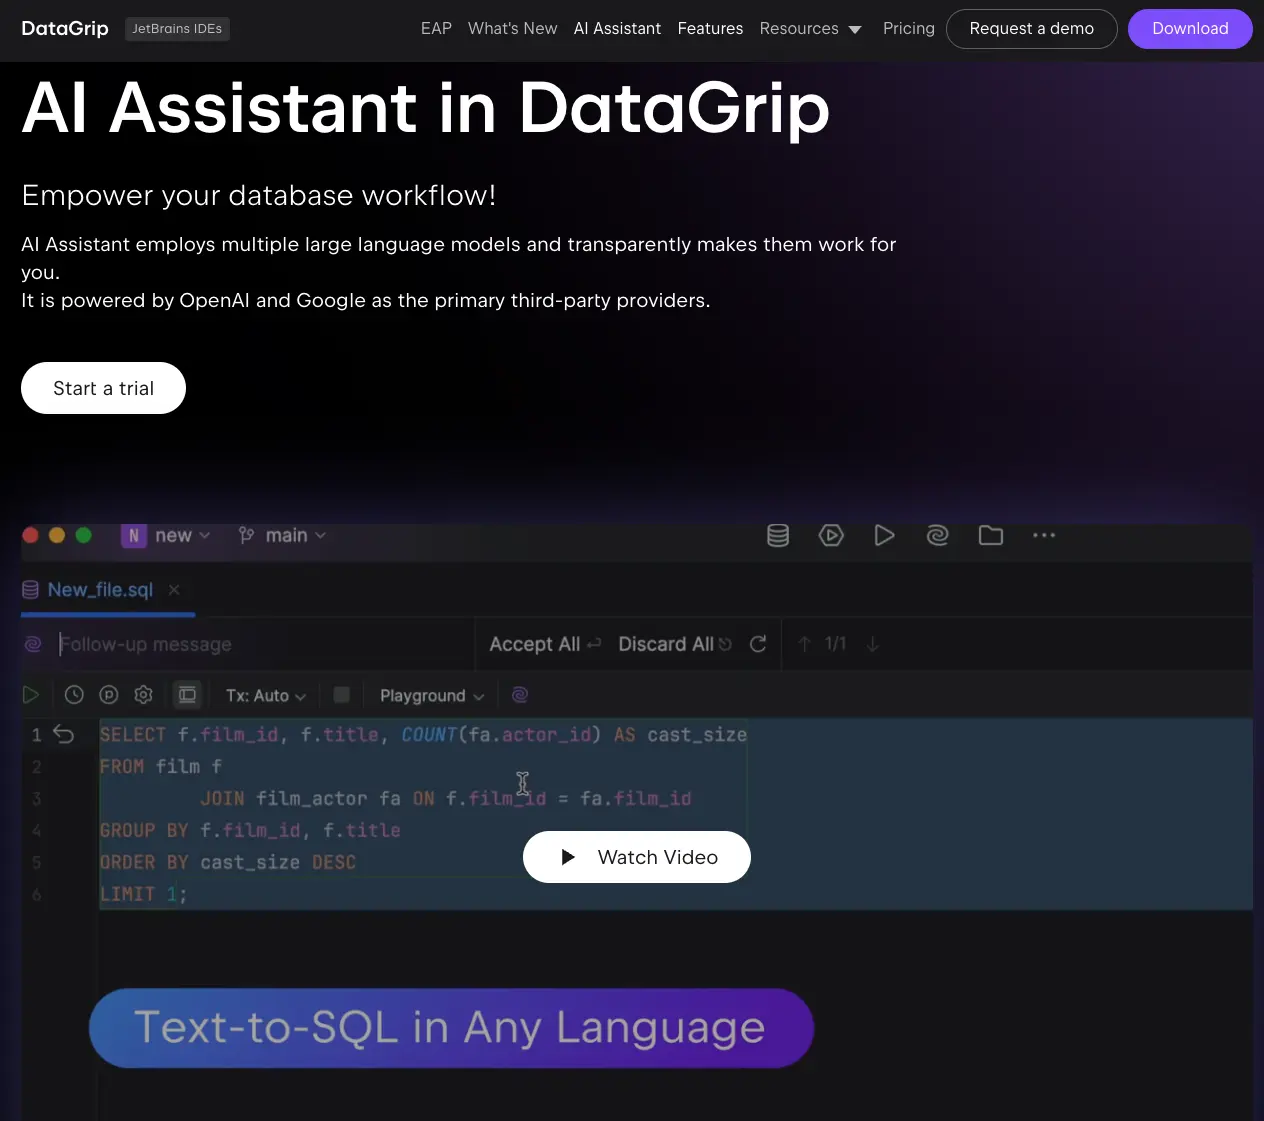 DataGrip JetBrains IDEs EAP What's New AI Assistant Features Resources Pricing Request a demo Download
AI Assistant in DataGrip
Empower your database workflow!
AI Assistant employs multiple large language models and transparently makes them work for
you.
It is powered by OpenAI and Google as the primary third-party providers.
Start a trial
N new main
New_file.sql
Follow-up message Accept All Discard All 1/1
Tx: Auto Playground
1 SELECT f.film_id, f.title, COUNT(fa.actor_id) AS cast_size
2 FROM film f
3 JOIN film_actor fa ON f.film_id = fa.film_id
4 GROUP BY f.film_id, f.title
5 ORDER BY cast_size DESC
6 LIMIT 1;
Watch Video
Text-to-SQL in Any Language